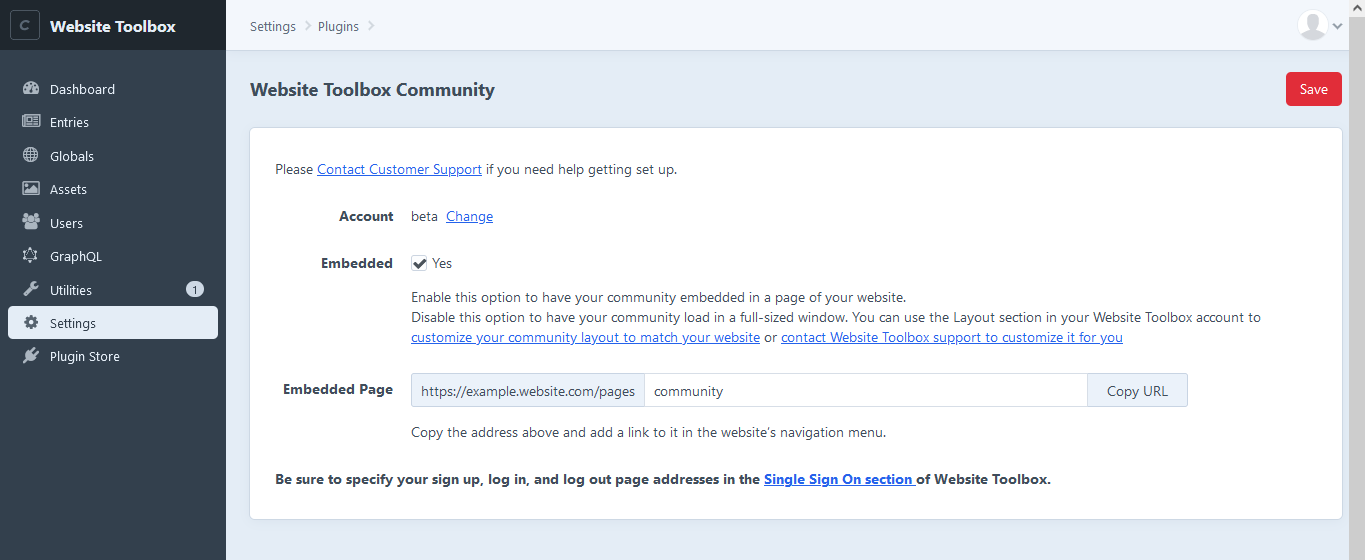 C
Website Toolbox
Settings
Plugins
Dashboard
Entries
Globals
Assets
Users
GraphQL
Utilities
1
Settings
Plugin Store
Website Toolbox Community
Save
Please Contact Customer Support if you need help getting set up.
Account
beta Change
Embedded
Yes
Enable this option to have your community embedded in a page of your website.
Disable this option to have your community load in a full-sized window. You can use the Layout section in your Website Toolbox account to
customize your community layout to match your website or contact Website Toolbox support to customize it for you
Embedded Page
https://example.website.com/pages
community
Copy URL
Copy the address above and add a link to it in the website's navigation menu.
Be sure to specify your sign up, log in, and log out page addresses in the Single Sign On section of Website Toolbox.